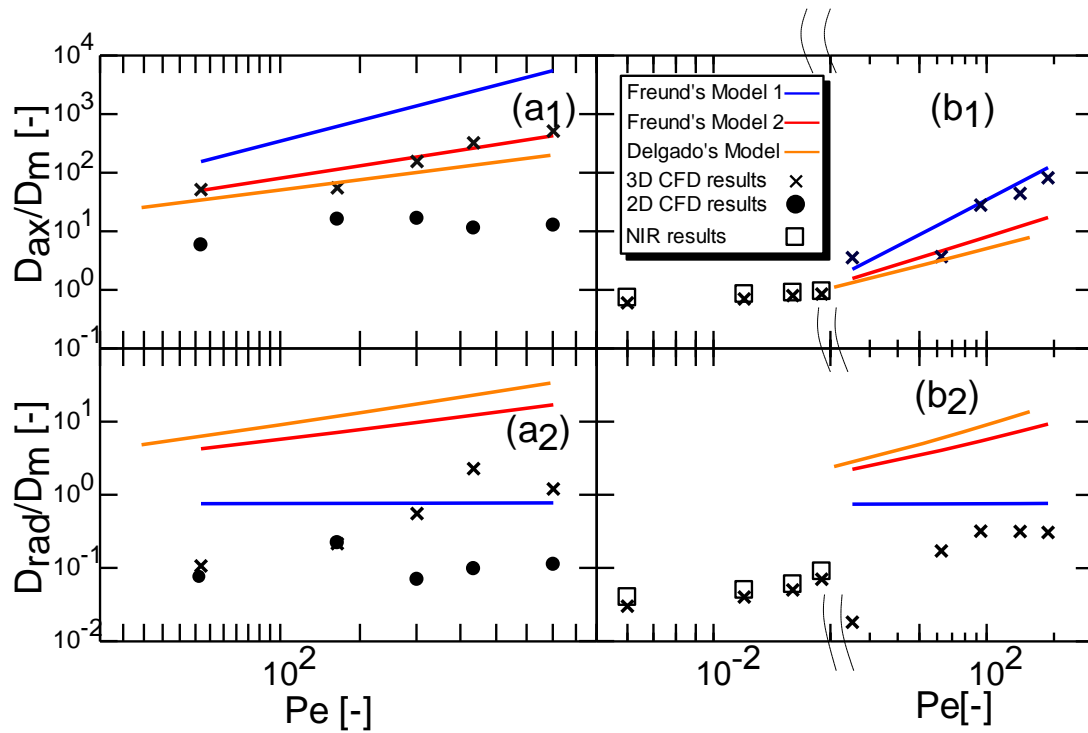 10^4
10^3
10^2
10^1
10^0
10^-1
Dax/Dm [-]
(a1)
Freund's Model 1
Freund's Model 2
Delgado's Model
3D CFD results
2D CFD results
NIR results
(b1)
10^1
10^0
10^-1
10^-2
Drad/Dm [-]
(a2)
(b2)
10^2
10^-2
10^2
Pe [-]
Pe[-]